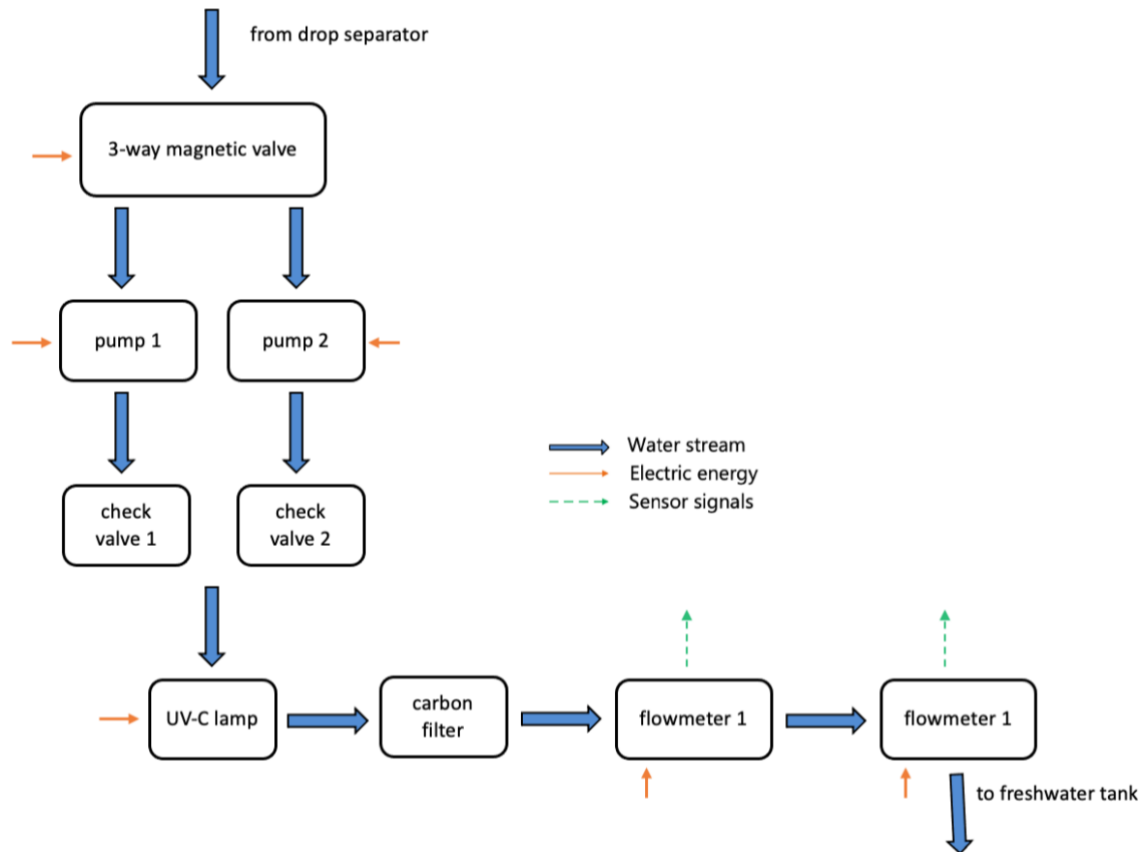 from drop separator
3-way magnetic valve
pump 1
pump 2
check
valve 1
check
valve 2
Water stream
Electric energy
Sensor signals
UV-C lamp
carbon
filter
flowmeter 1
flowmeter 1
to freshwater tank